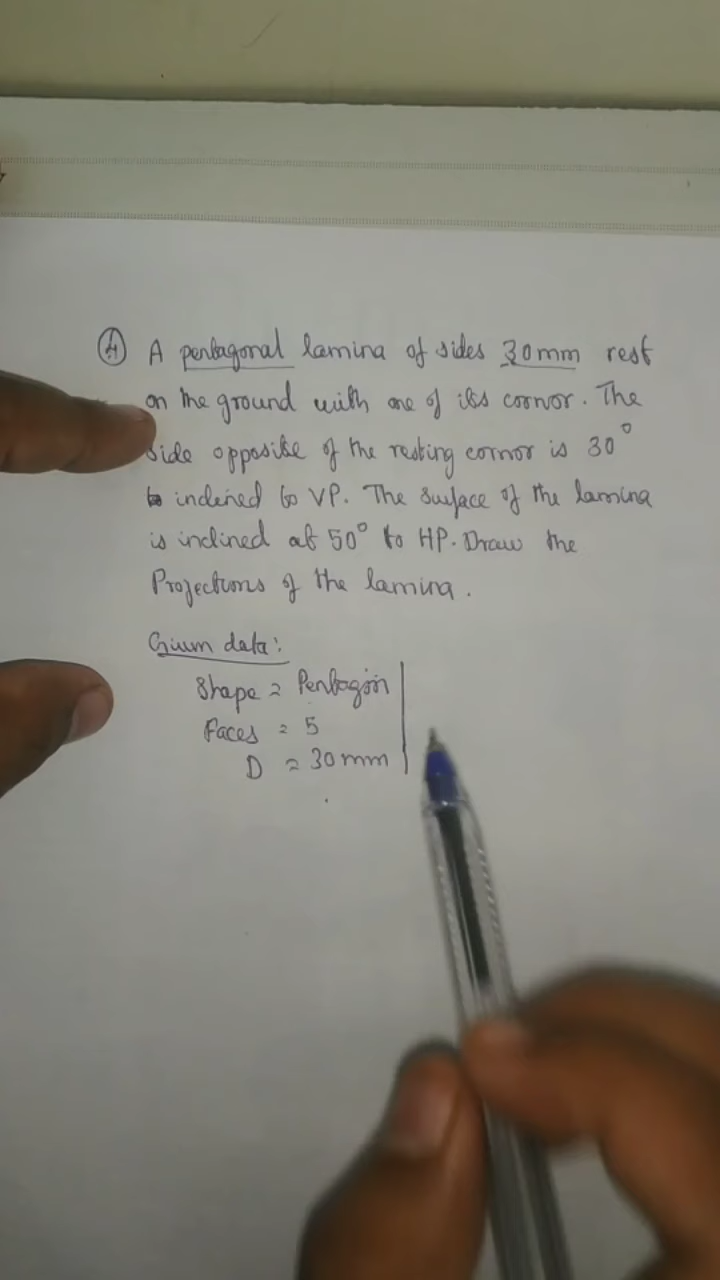 4 A pentagonal lamina of sides 30mm rest
on the ground with one of its cornor. The
side opposite of the resting cornor is 30°
inclined to VP. The surface of the lamina
is inclined at 50° to HP. Draw the
Projections of the lamina.
Given data:
Shape = Pentagon
Faces = 5
D = 30mm